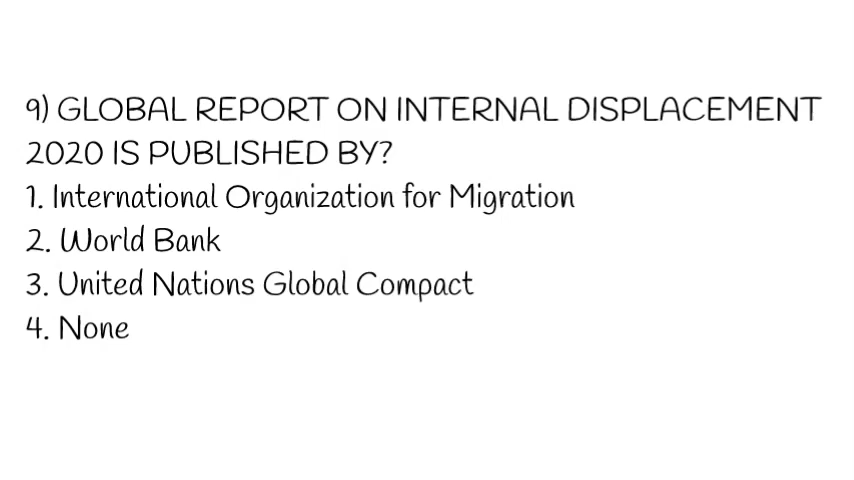 9) GLOBAL REPORT ON INTERNAL DISPLACEMENT
2020 IS PUBLISHED BY?
1. International Organization for Migration
2. World Bank
3. United Nations Global Compact
4. None